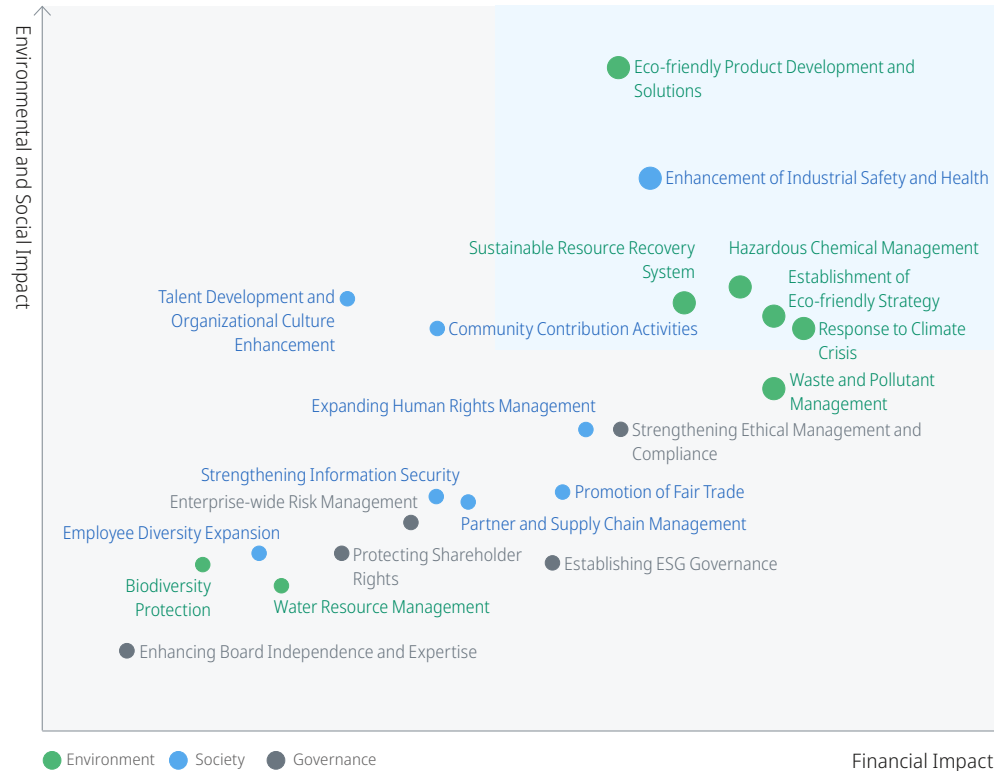 Environmental and Social Impact
Eco-friendly Product Development and
Solutions
Enhancement of Industrial Safety and Health
Sustainable Resource Recovery
System
Hazardous Chemical Management
Establishment of
Eco-friendly Strategy
Talent Development and
Organizational Culture
Enhancement
Community Contribution Activities
Response to Climate
Crisis
Waste and Pollutant
Management
Expanding Human Rights Management
Strengthening Ethical Management and
Compliance
Strengthening Information Security
Enterprise-wide Risk Management
Promotion of Fair Trade
Partner and Supply Chain Management
Employee Diversity Expansion
Protecting Shareholder
Rights
Establishing ESG Governance
Biodiversity
Protection
Water Resource Management
Enhancing Board Independence and Expertise
Environment
Society
Governance
Financial Impact